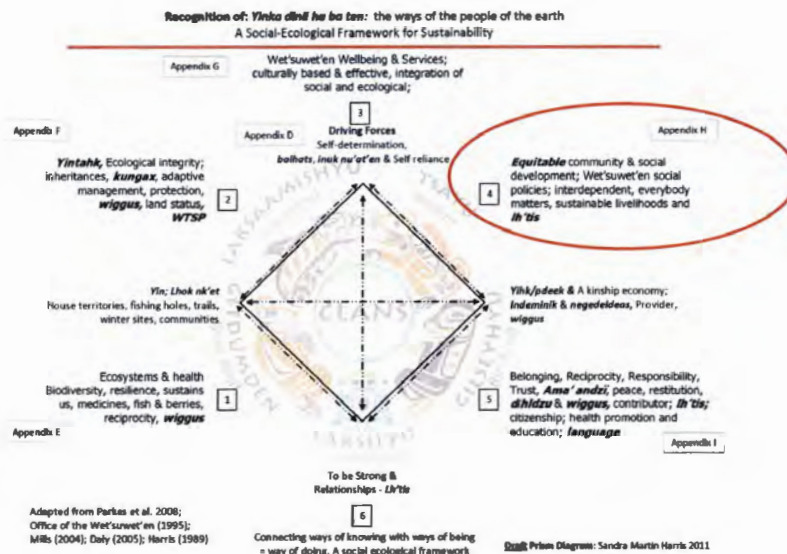 Recognition of: Yinka dinii ha ba ten: the ways of the people of the earth
A Social-Ecological Framework for Sustainability
Appendix G
Wet'suwet'en Wellbeing & Services;
culturally based & effective, integration of
social and ecological;
3
Appendix F
Appendix D
Driving Forces
Self-determination,
balhats, inuk nu'at'en & Self reliance
Appendix H
Yintahk, Ecological integrity;
inheritances, kungax, adaptive
management, protection,
wiggus, land status,
WTSP
2
4
Equitable community & social
development; Wet'suwet'en social
policies; interdependent, everybody
matters, sustainable livelihoods and
lh'tis
LAKSAMISHYU
TSAYU
Yin; Lhok nk'et
House territories, fishing holes, trails,
winter sites, communities
CLANS
Yihk/pdeek & A kinship economy;
Indeminik & negedeldeas, Provider,
wiggus
GITDUMDEN
GILSEYHU
Ecosystems & health
Biodiversity, resilience, sustains
us, medicines, fish & berries,
reciprocity, wiggus
1
5
Belonging, Reciprocity, Responsibility,
Trust, Ama' andzi, peace, restitution,
dihidzu & wiggus, contributor; lh'tis;
citizenship; health promotion and
education; language
Appendix E
LAKSILYU
Appendix I
To be Strong &
Relationships - Lh'tis
6
Connecting ways of knowing with ways of being
= way of doing. A social ecological framework
Adapted from Parkes et al. 2008;
Office of the Wet'suwet'en (1995);
Mills (2004); Daly (2005); Harris (1989)
Draft Prism Diagram: Sandra Martin Harris 2011